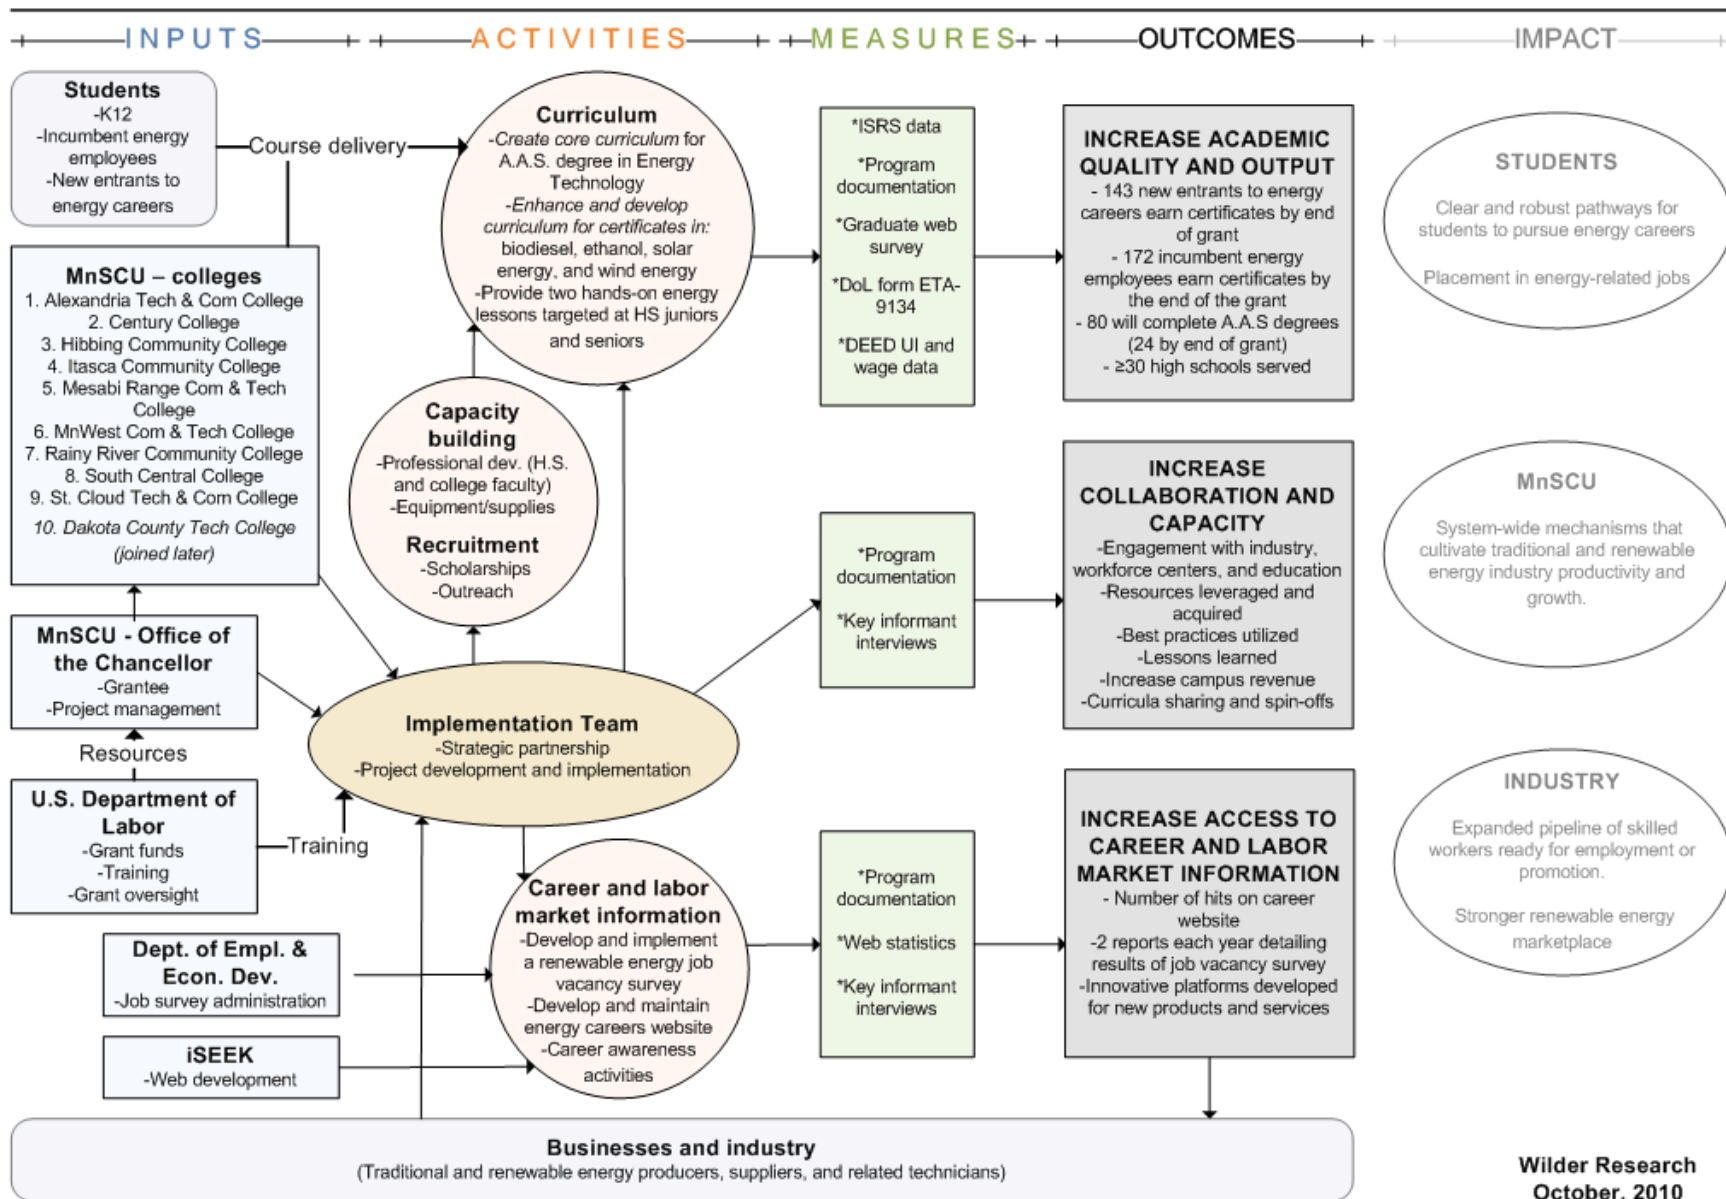 INPUTS
ACTIVITIES
MEASURES
OUTCOMES
IMPACT
Students
-K12
-Incumbent energy
employees
-New entrants to
energy careers
Course delivery
MnSCU – colleges
1. Alexandria Tech & Com College
2. Century College
3. Hibbing Community College
4. Itasca Community College
5. Mesabi Range Com & Tech
College
6. MnWest Com & Tech College
7. Rainy River Community College
8. South Central College
9. St. Cloud Tech & Com College
10. Dakota County Tech College
(joined later)
MnSCU - Office of
the Chancellor
-Grantee
-Project management
Resources
U.S. Department of
Labor
-Grant funds
-Training
-Grant oversight
Training
Dept. of Empl. &
Econ. Dev.
-Job survey administration
iSEEK
-Web development
Curriculum
-Create core curriculum for
A.A.S. degree in Energy
Technology
-Enhance and develop
curriculum for certificates in:
biodiesel, ethanol, solar
energy, and wind energy
-Provide two hands-on energy
lessons targeted at HS juniors
and seniors
Capacity
building
-Professional dev. (H.S.
and college faculty)
-Equipment/supplies
Recruitment
-Scholarships
-Outreach
Implementation Team
-Strategic partnership
-Project development and implementation
Career and labor
market information
-Develop and implement
a renewable energy job
vacancy survey
-Develop and maintain
energy careers website
-Career awareness
activities
*ISRS data
*Program
documentation
*Graduate web
survey
*DoL form ETA-
9134
*DEED UI and
wage data
*Program
documentation
*Key informant
interviews
*Program
documentation
*Web statistics
*Key informant
interviews
INCREASE ACADEMIC
QUALITY AND OUTPUT
- 143 new entrants to energy
careers earn certificates by end
of grant
- 172 incumbent energy
employees earn certificates by
the end of the grant
- 80 will complete A.A.S degrees
(24 by end of grant)
- ≥30 high schools served
INCREASE
COLLABORATION AND
CAPACITY
-Engagement with industry,
workforce centers, and education
-Resources leveraged and
acquired
-Best practices utilized
-Lessons learned
-Increase campus revenue
-Curricula sharing and spin-offs
INCREASE ACCESS TO
CAREER AND LABOR
MARKET INFORMATION
- Number of hits on career
website
-2 reports each year detailing
results of job vacancy survey
-Innovative platforms developed
for new products and services
STUDENTS
Clear and robust pathways for
students to pursue energy careers
Placement in energy-related jobs
MnSCU
System-wide mechanisms that
cultivate traditional and renewable
energy industry productivity and
growth.
INDUSTRY
Expanded pipeline of skilled
workers ready for employment or
promotion.
Stronger renewable energy
marketplace
Businesses and industry
(Traditional and renewable energy producers, suppliers, and related technicians)
Wilder Research
October, 2010